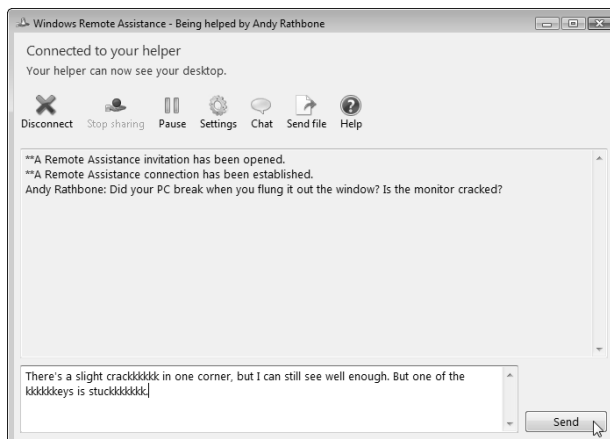 Windows Remote Assistance - Being helped by Andy Rathbone
Connected to your helper
Your helper can now see your desktop.
Disconnect Stop sharing Pause Settings Chat Send file Help
**A Remote Assistance invitation has been opened.
**A Remote Assistance connection has been established.
Andy Rathbone: Did your PC break when you flung it out the window? Is the monitor cracked?
There's a slight crackkkkkk in one corner, but I can still see well enough. But one of the
kkkkkkeys is stuckkkkkkk.
Send